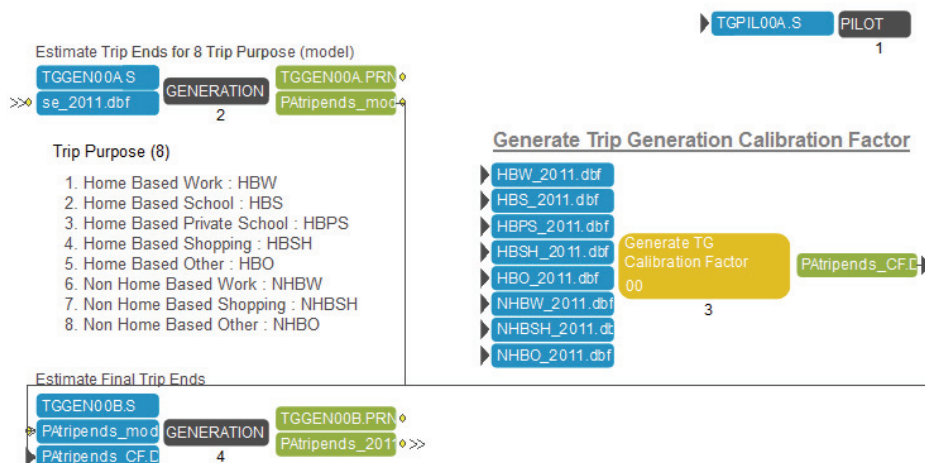 TGPIL00A.S
PILOT
1
Estimate Trip Ends for 8 Trip Purpose (model)
TGGEN00A.S
se_2011.dbf
GENERATION
2
TGGEN00A.PRN
PAtripends_mod
Trip Purpose (8)
1. Home Based Work : HBW
2. Home Based School : HBS
3. Home Based Private School : HBPS
4. Home Based Shopping : HBSH
5. Home Based Other : HBO
6. Non Home Based Work : NHBW
7. Non Home Based Shopping : NHBSH
8. Non Home Based Other : NHBO
Generate Trip Generation Calibration Factor
HBW_2011.dbf
HBS_2011.dbf
HBPS_2011.dbf
HBSH_2011.dbf
HBO_2011.dbf
NHBW_2011.dbf
NHBSH_2011.db
NHBO_2011.dbf
Generate TG
Calibration Factor
00
3
PAtripends_CF.D
Estimate Final Trip Ends
TGGEN00B.S
PAtripends_mod
PAtripends_CF.D
GENERATION
4
TGGEN00B.PRN
PAtripends_2011